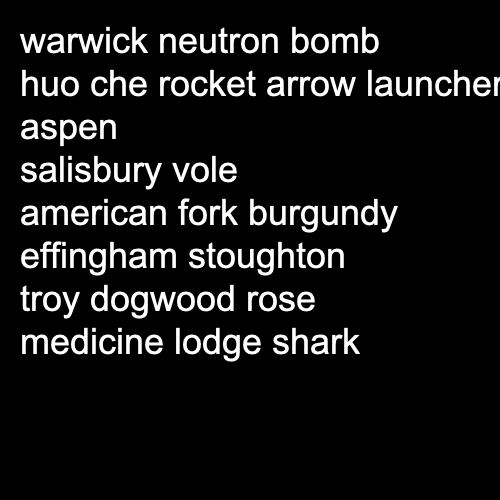 warwick neutron bomb
huo che rocket arrow launcher
aspen
salisbury vole
american fork burgundy
effingham stoughton
troy dogwood rose
medicine lodge shark